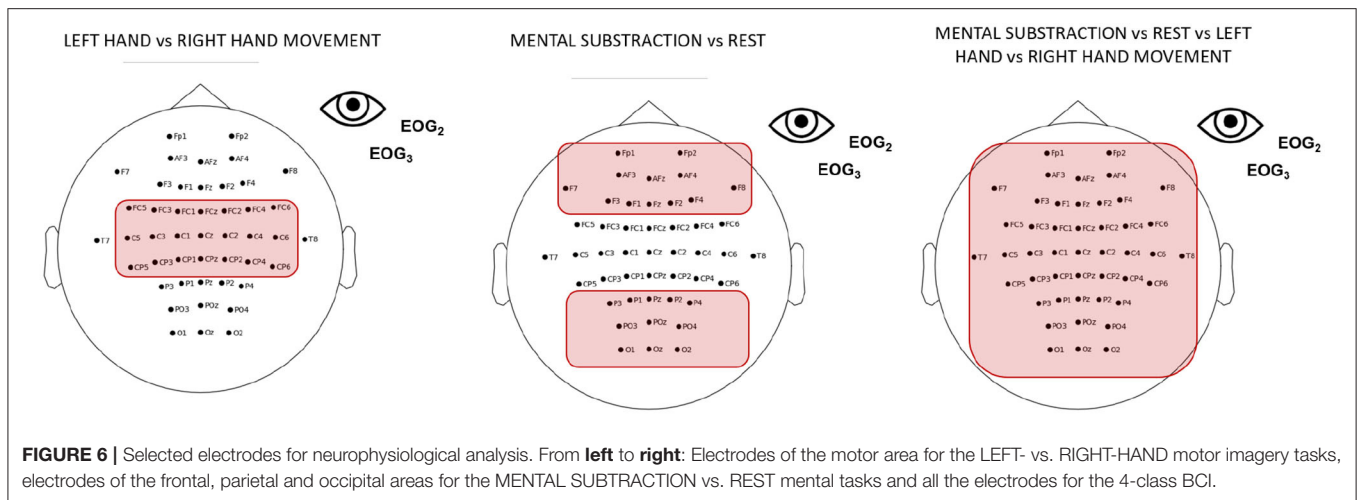 LEFT HAND vs RIGHT HAND MOVEMENT
EOG2
EOG3
Fp1 Fp2
AF3 AFz AF4
F7 F8
F3 F1 Fz F2 F4
FC5 FC3 FC1 FCz FC2 FC4 FC6
T7 C5 C3 C1 Cz C2 C4 C6 T8
CP5 CP3 CP1 CPz CP2 CP4 CP6
P3 P1 Pz P2 P4
PO3 POz PO4
O1 Oz O2
MENTAL SUBSTRACTION vs REST
EOG2
EOG3
Fp1 Fp2
AF3 AFz AF4
F7 F8
F3 F1 Fz F2 F4
FC5 FC3 FC1 FCz FC2 FC4 FC6
T7 C5 C3 C1 Cz C2 C4 C6 T8
CP5 CP3 CP1 CPz CP2 CP4 CP6
P3 P1 Pz P2 P4
PO3 POz PO4
O1 Oz O2
MENTAL SUBSTRACTION vs REST vs LEFT
HAND vs RIGHT HAND MOVEMENT
EOG2
EOG3
Fp1 Fp2
AF3 AFz AF4
F7 F8
F3 F1 Fz F2 F4
FC5 FC3 FC1 FCz FC2 FC4 FC6
T7 C5 C3 C1 Cz C2 C4 C6 T8
CP5 CP3 CP1 CPz CP2 CP4 CP6
P3 P1 Pz P2 P4
PO3 POz PO4
O1 Oz O2
FIGURE 6 | Selected electrodes for neurophysiological analysis. From left to right: Electrodes of the motor area for the LEFT- vs. RIGHT-HAND motor imagery tasks,
electrodes of the frontal, parietal and occipital areas for the MENTAL SUBTRACTION vs. REST mental tasks and all the electrodes for the 4-class BCI.